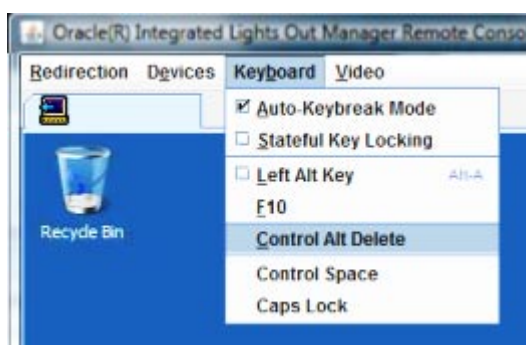 Oracle(R) Integrated Lights Out Manager Remote Conso
Redirection Devices Keyboard Video
Auto-Keybreak Mode
Stateful Key Locking
Left Alt Key Alt-A
F10
Control Alt Delete
Control Space
Caps Lock
Recycle Bin